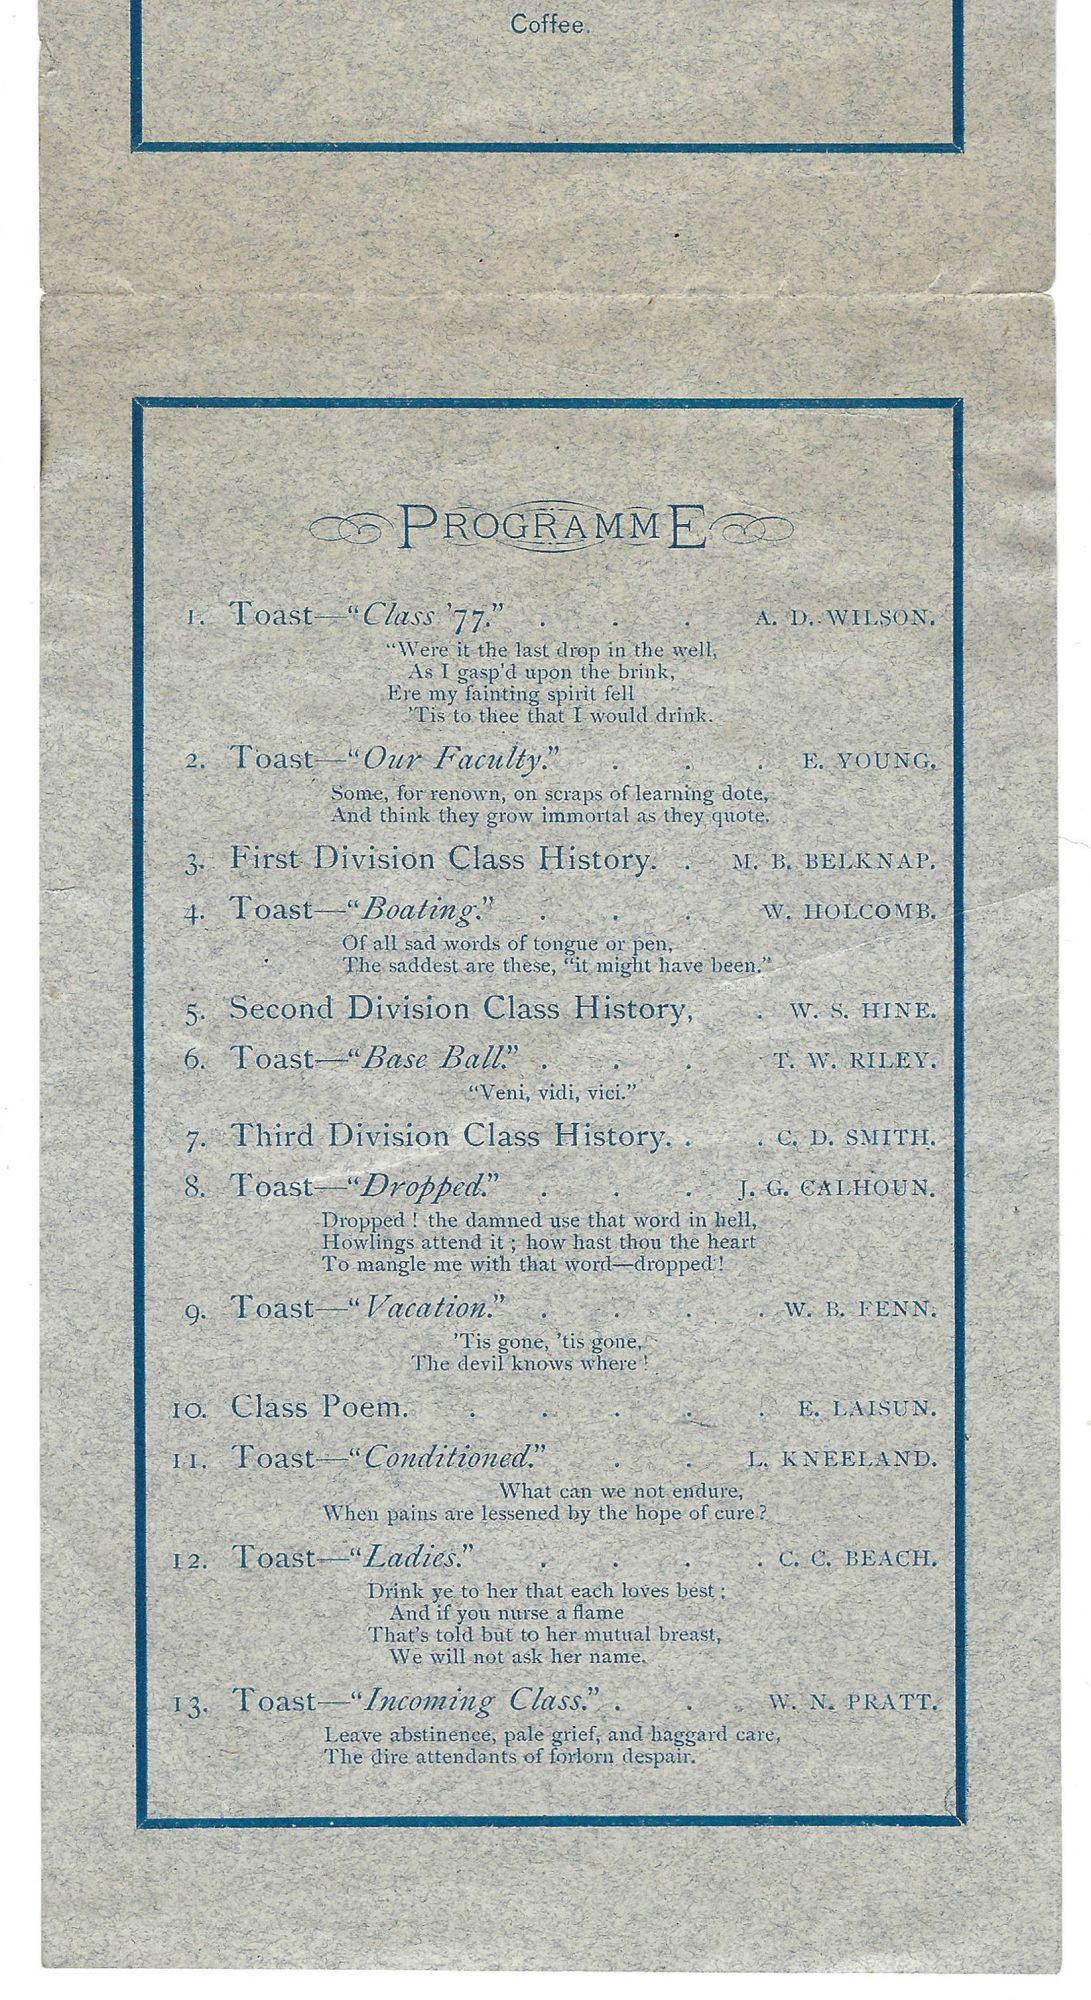 Coffee.
PROGRAMME
1. Toast—"Class '77." . . . A. D. WILSON.
"Were it the last drop in the well,
As I gasp'd upon the brink,
Ere my fainting spirit fell
'Tis to thee that I would drink.
2. Toast—"Our Faculty." . . . E. YOUNG.
Some, for renown, on scraps of learning dote,
And think they grow immortal as they quote.
3. First Division Class History. . M. B. BELKNAP.
4. Toast—"Boating." . . . W. HOLCOMB.
Of all sad words of tongue or pen,
The saddest are these, "it might have been."
5. Second Division Class History, . W. S. HINE.
6. Toast—"Base Ball." . . . T. W. RILEY.
"Veni, vidi, vici."
7. Third Division Class History. . . C. D. SMITH.
8. Toast—"Dropped." . . . J. G. CALHOUN.
Dropped! the damned use that word in hell,
Howlings attend it; how hast thou the heart
To mangle me with that word—dropped!
9. Toast—"Vacation." . . . . W. B. FENN.
'Tis gone, 'tis gone,
The devil knows where!
10. Class Poem. . . . . . E. LAISUN.
11. Toast—"Conditioned." . . L. KNEELAND.
What can we not endure,
When pains are lessened by the hope of cure?
12. Toast—"Ladies." . . . . C. C. BEACH.
Drink ye to her that each loves best;
And if you nurse a flame
That's told but to her mutual breast,
We will not ask her name.
13. Toast—"Incoming Class." . . . W. N. PRATT.
Leave abstinence, pale grief, and haggard care,
The dire attendants of forlorn despair.